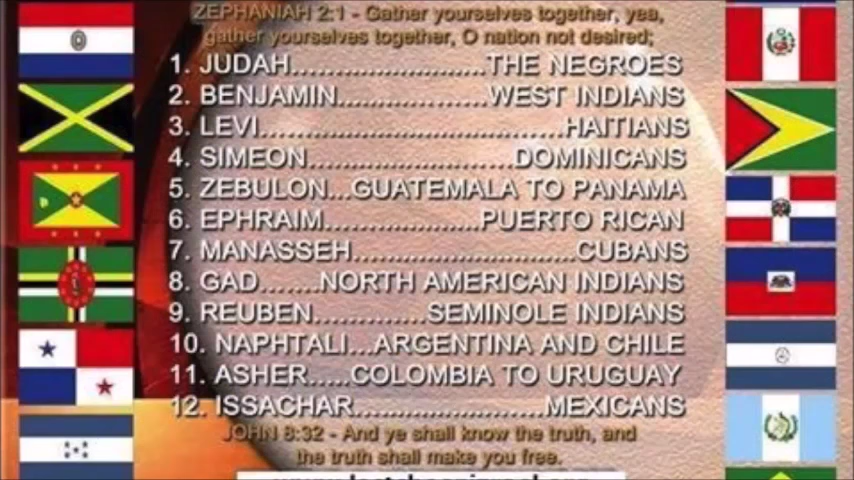 ZEPHANIAH 2:1 - Gather yourselves together, yea,
gather yourselves together, O nation not desired;
1. JUDAH.........................THE NEGROES
2. BENJAMIN...................WEST INDIANS
3. LEVI.......................................HAITIANS
4. SIMEON..........................DOMINICANS
5. ZEBULON...GUATEMALA TO PANAMA
6. EPHRAIM....................PUERTO RICAN
7. MANASSEH............................CUBANS
8. GAD.......NORTH AMERICAN INDIANS
9. REUBEN.............SEMINOLE INDIANS
10. NAPHTALI...ARGENTINA AND CHILE
11. ASHER.....COLOMBIA TO URUGUAY
12. ISSACHAR........................MEXICANS
JOHN 8:32 - And ye shall know the truth, and
the truth shall make you free.